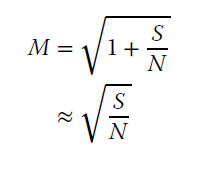 M = √(1 + S/N)
≈ √(S/N)